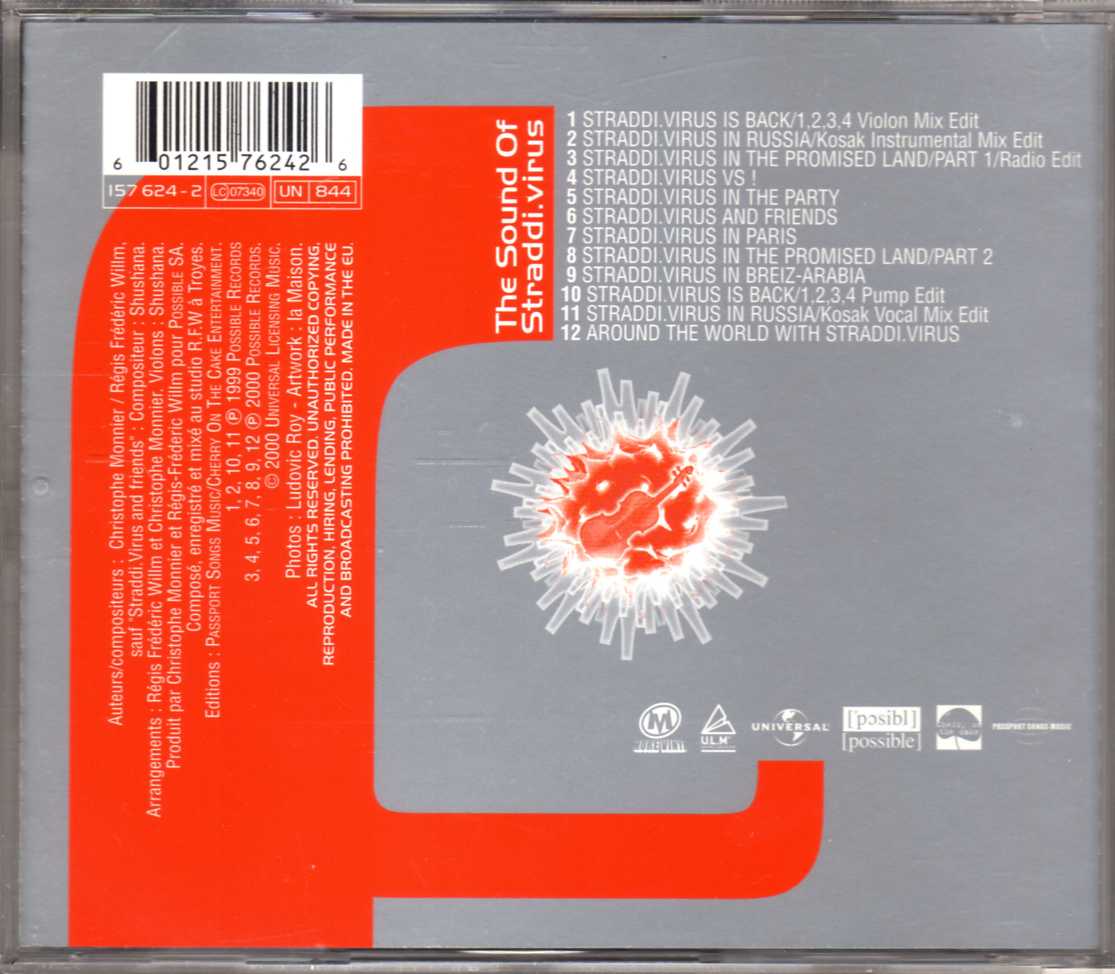 6 01215 76242 6
157 624-2 LC 07340 UN 844
The Sound Of
Straddi.virus
1 STRADDI.VIRUS IS BACK/1,2,3,4 Violon Mix Edit
2 STRADDI.VIRUS IN RUSSIA/Kosak Instrumental Mix Edit
3 STRADDI.VIRUS IN THE PROMISED LAND/PART 1/Radio Edit
4 STRADDI.VIRUS VS !
5 STRADDI.VIRUS IN THE PARTY
6 STRADDI.VIRUS AND FRIENDS
7 STRADDI.VIRUS IN PARIS
8 STRADDI.VIRUS IN THE PROMISED LAND/PART 2
9 STRADDI.VIRUS IN BREIZ-ARABIA
10 STRADDI.VIRUS IS BACK/1,2,3,4 Pump Edit
11 STRADDI.VIRUS IN RUSSIA/Kosak Vocal Mix Edit
12 AROUND THE WORLD WITH STRADDI.VIRUS
Auteurs/compositeurs : Christophe Monnier / Régis Frédéric Willm,
sauf "Straddi.Virus and friends" : Compositeur : Shushana.
Arrangements : Régis Frédéric Willm et Christophe Monnier. Violons : Shushana.
Produit par Christophe Monnier et Régis-Fréderic Willm pour POSSIBLE SA.
Composé, enregistré et mixé au studio R.F.W à Troyes.
Editions : PASSPORT SONGS MUSIC/CHERRY ON THE CAKE ENTERTAINMENT.
1, 2, 10, 11 ℗ 1999 POSSIBLE RECORDS
3, 4, 5, 6, 7, 8, 9, 12 ℗ 2000 POSSIBLE RECORDS.
© 2000 UNIVERSAL LICENSING MUSIC.
Photos : Ludovic Roy - Artwork : la Maison.
ALL RIGHTS RESERVED. UNAUTHORIZED COPYING,
REPRODUCTION, HIRING, LENDING, PUBLIC PERFORMANCE
AND BROADCASTING PROHIBITED. MADE IN THE EU.
M
ULM
UNIVERSAL
[pɔsibl]
[possible]
cherry on
the cake
PASSPORT SONGS MUSIC